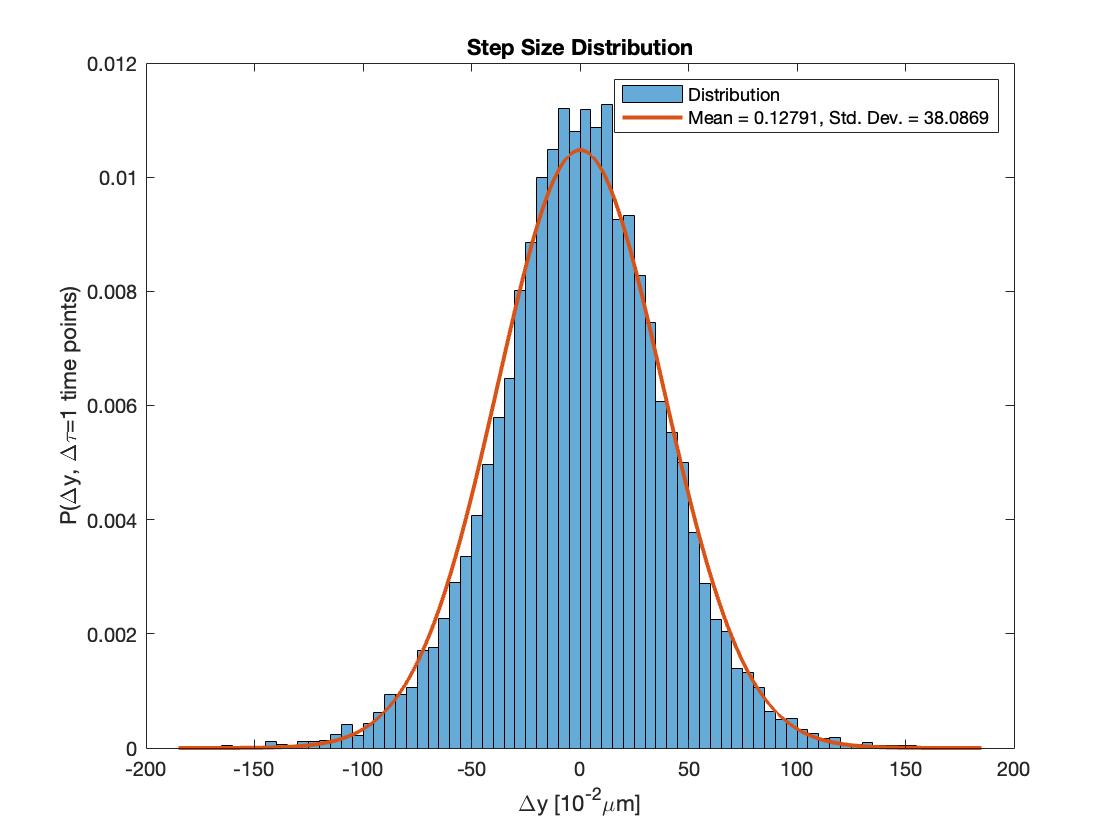 Step Size Distribution
0.012
0.01
0.008
0.006
0.004
0.002
0
P(Δy, Δτ=1 time points)
Distribution
Mean = 0.12791, Std. Dev. = 38.0869
-200 -150 -100 -50 0 50 100 150 200
Δy [10⁻²μm]